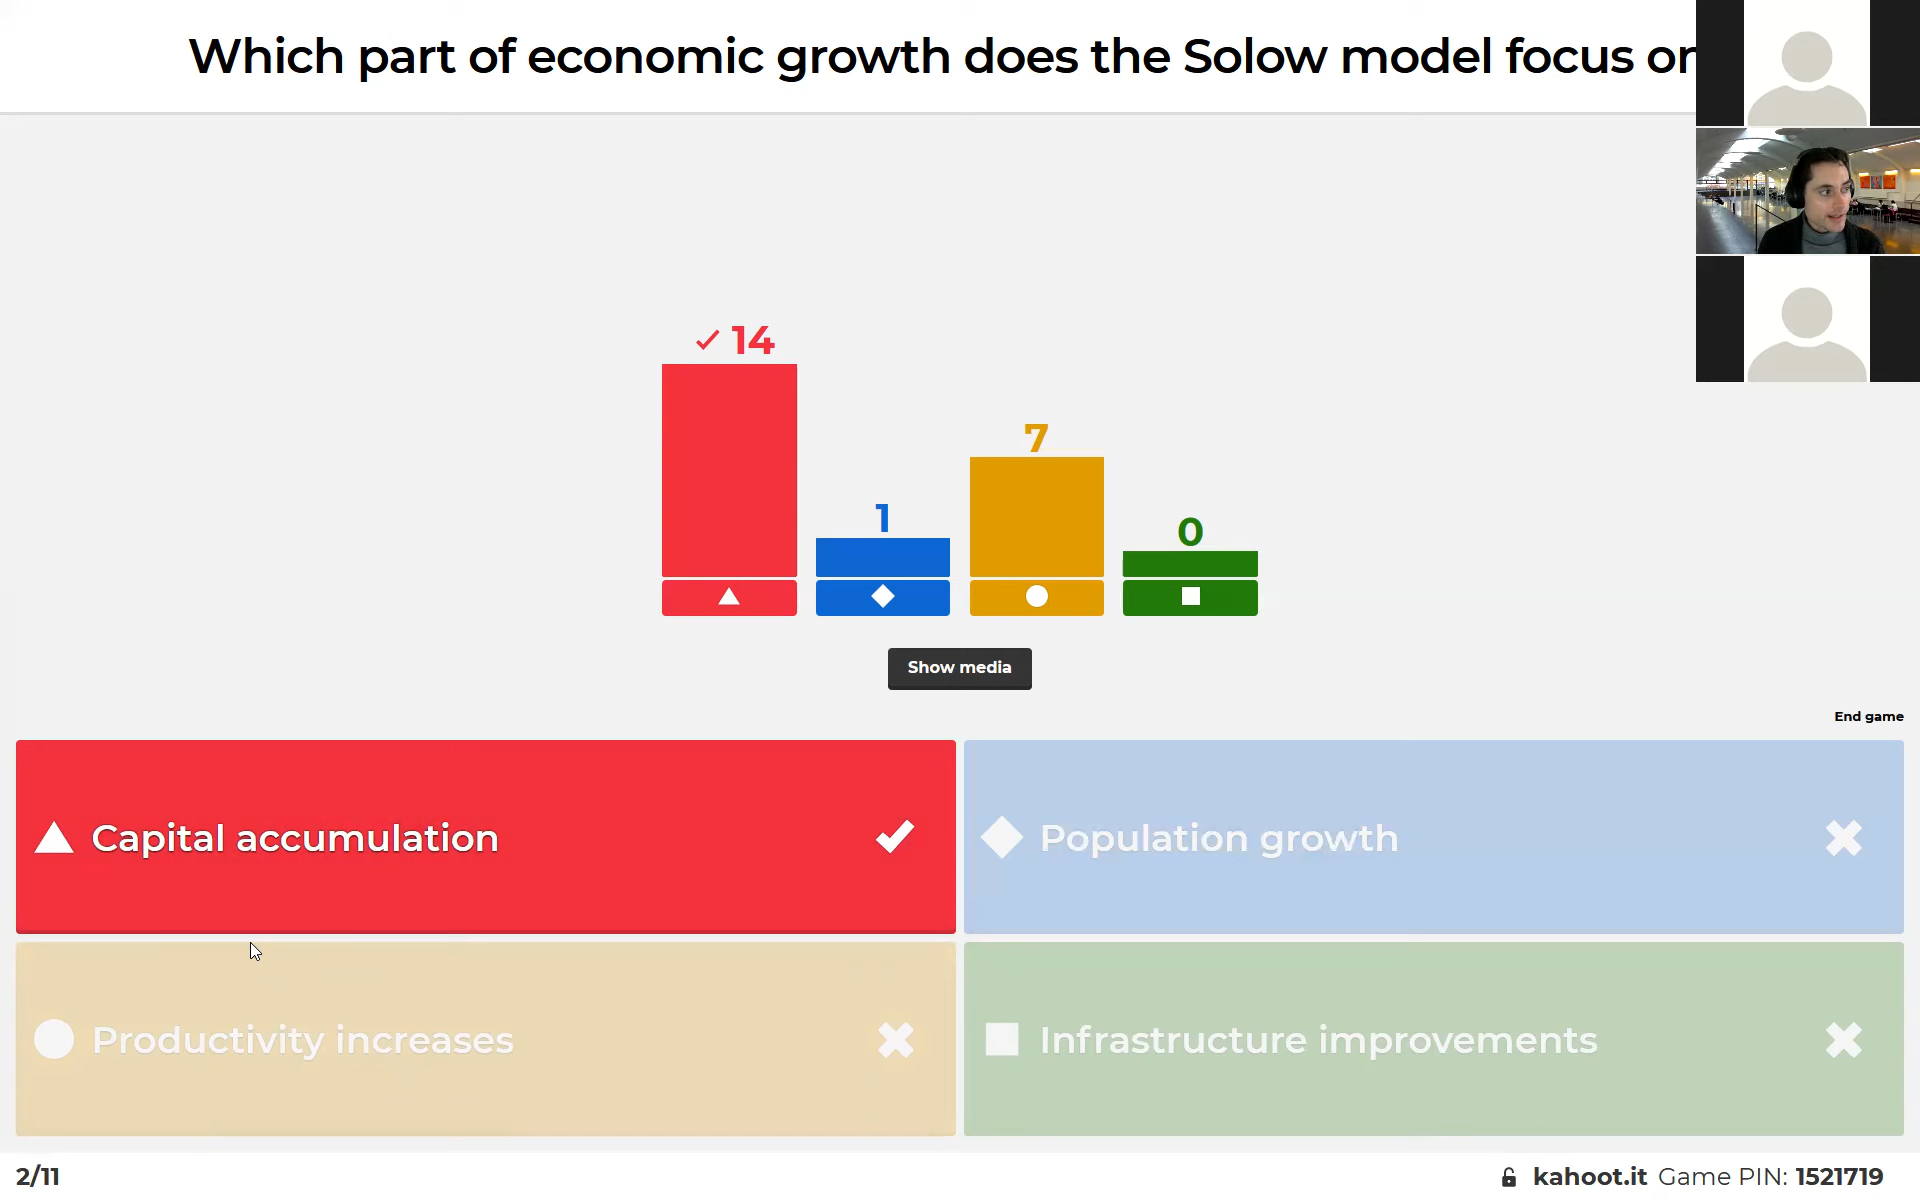 Which part of economic growth does the Solow model focus on
14
1
7
0
Show media
End game
Capital accumulation
Population growth
Productivity increases
Infrastructure improvements
2/11
kahoot.it Game PIN: 1521719